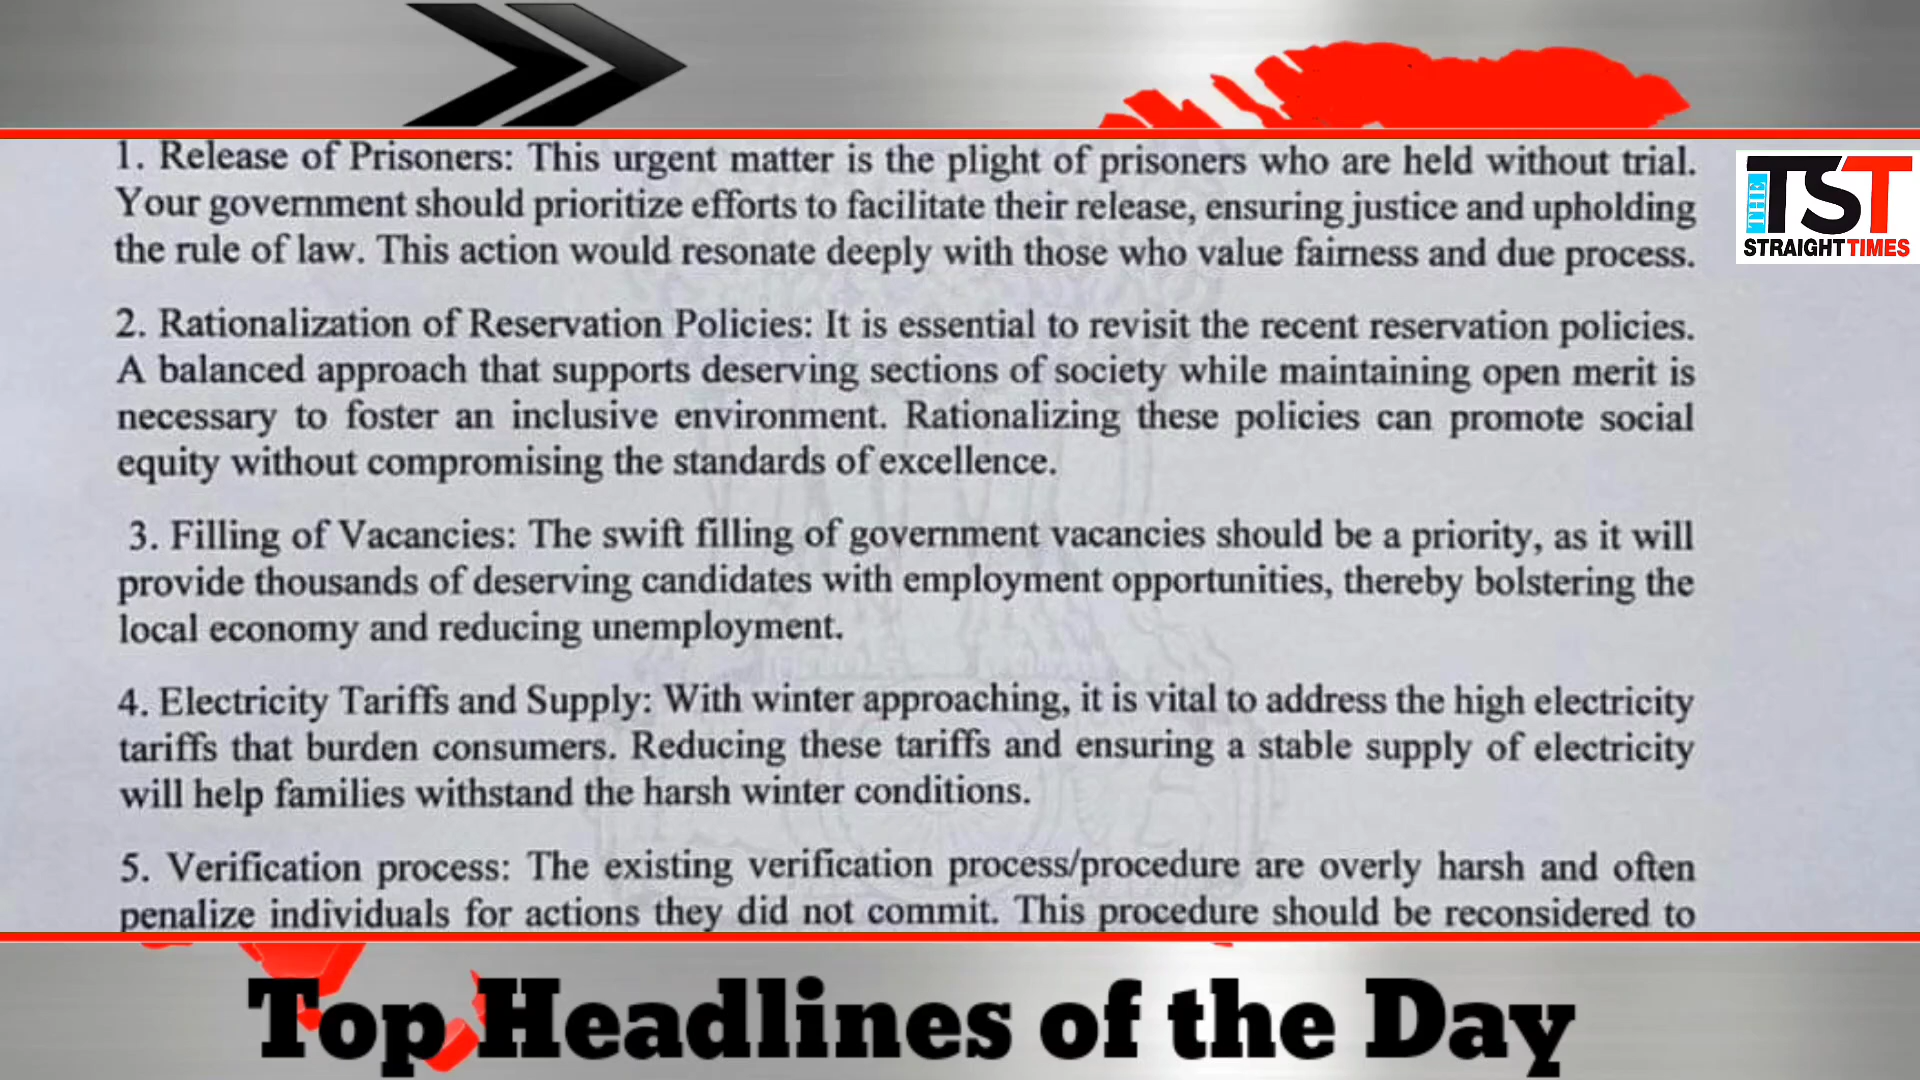 1. Release of Prisoners: This urgent matter is the plight of prisoners who are held without trial.
Your government should prioritize efforts to facilitate their release, ensuring justice and upholding
the rule of law. This action would resonate deeply with those who value fairness and due process.
THE TST
STRAIGHT TIMES
2. Rationalization of Reservation Policies: It is essential to revisit the recent reservation policies.
A balanced approach that supports deserving sections of society while maintaining open merit is
necessary to foster an inclusive environment. Rationalizing these policies can promote social
equity without compromising the standards of excellence.
3. Filling of Vacancies: The swift filling of government vacancies should be a priority, as it will
provide thousands of deserving candidates with employment opportunities, thereby bolstering the
local economy and reducing unemployment.
4. Electricity Tariffs and Supply: With winter approaching, it is vital to address the high electricity
tariffs that burden consumers. Reducing these tariffs and ensuring a stable supply of electricity
will help families withstand the harsh winter conditions.
5. Verification process: The existing verification process/procedure are overly harsh and often
penalize individuals for actions they did not commit. This procedure should be reconsidered to
Top Headlines of the Day